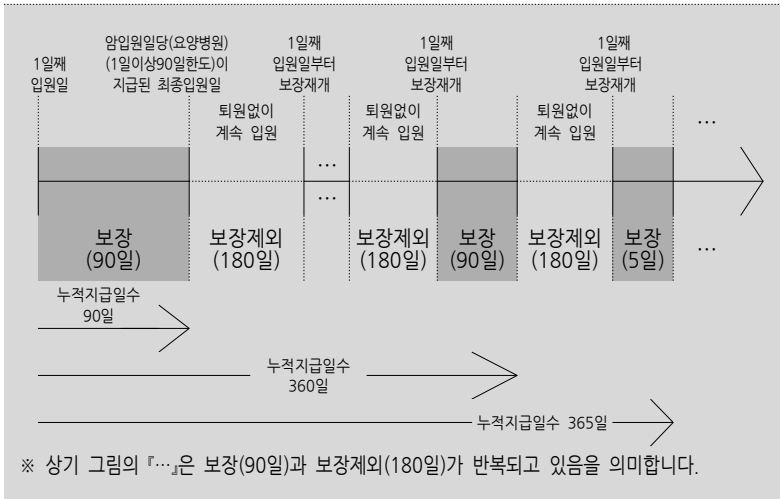 1일째
입원일
암입원일당(요양병원)
(1일이상90일한도)이
지급된 최종입원일
1일째
입원일부터
보장재개
1일째
입원일부터
보장재개
1일째
입원일부터
보장재개
퇴원없이
계속 입원
퇴원없이
계속 입원
퇴원없이
계속 입원
…
…
…
보장
(90일)
보장제외
(180일)
보장제외
(180일)
보장
(90일)
보장제외
(180일)
보장
(5일)
…
누적지급일수
90일
누적지급일수
360일
누적지급일수 365일
※ 상기 그림의 『…』은 보장(90일)과 보장제외(180일)가 반복되고 있음을 의미합니다.